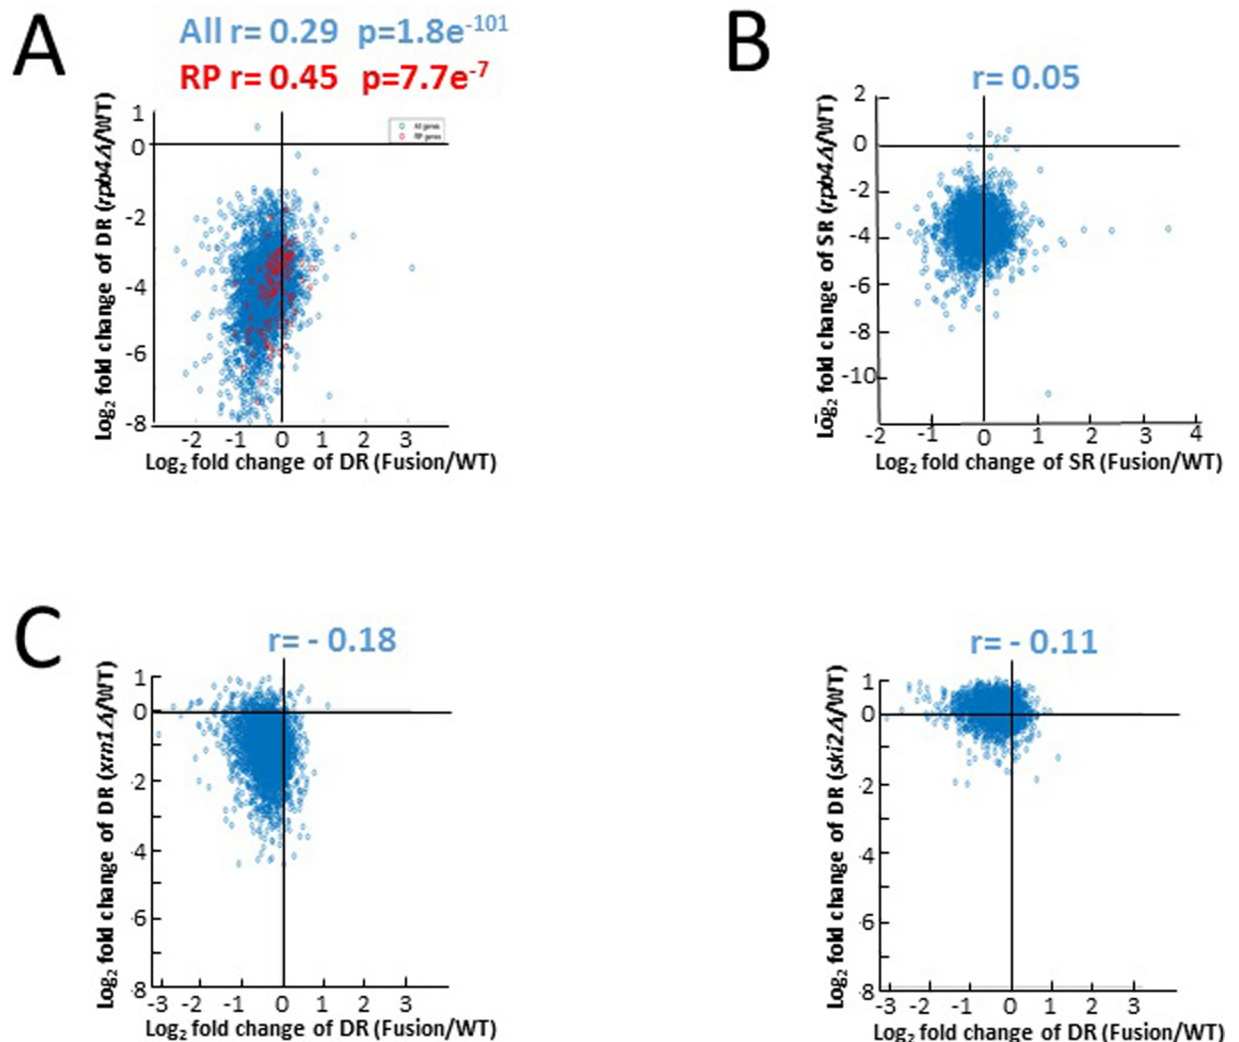 A
All r= 0.29 p=1.8e-101
RP r= 0.45 p=7.7e-7
All genes
RP genes
Log2 fold change of DR (rpb4Δ/WT)
1
0
-2
-4
-6
-8
-2 -1 0 1 2 3
Log2 fold change of DR (Fusion/WT)
B
r= 0.05
Log2 fold change of SR (rpb4Δ/WT)
2
0
-2
-4
-6
-8
-10
-2 -1 0 1 2 3 4
Log2 fold change of SR (Fusion/WT)
C
r= - 0.18
Log2 fold change of DR (xrn1Δ/WT)
1
0
-2
-4
-6
-8
-3 -2 -1 0 1 2 3
Log2 fold change of DR (Fusion/WT)
r= - 0.11
Log2 fold change of DR (ski2Δ/WT)
1
0
-2
-4
-6
-8
-3 -2 -1 0 1 2 3
Log2 fold change of DR (Fusion/WT)